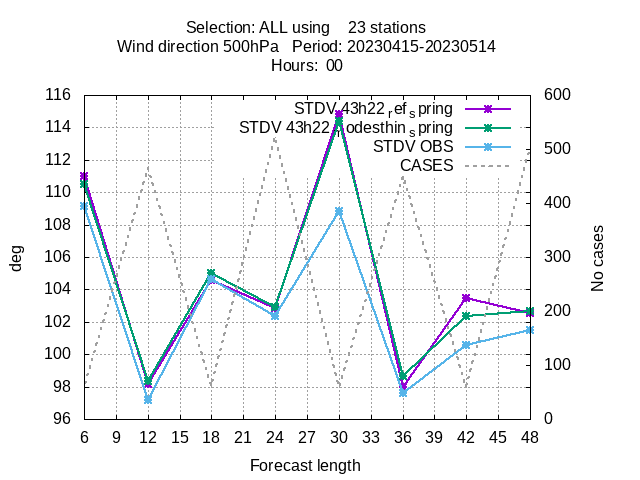 Selection: ALL using    23 stations
Wind direction 500hPa   Period: 20230415-20230514
Hours:  00
STDV 43h22_ref_spring
STDV 43h22_nodesthin_spring
STDV OBS
CASES
116
114
112
110
108
106
104
102
100
98
96
600
500
400
300
200
100
0
deg
No cases
6 9 12 15 18 21 24 27 30 33 36 39 42 45 48
Forecast length